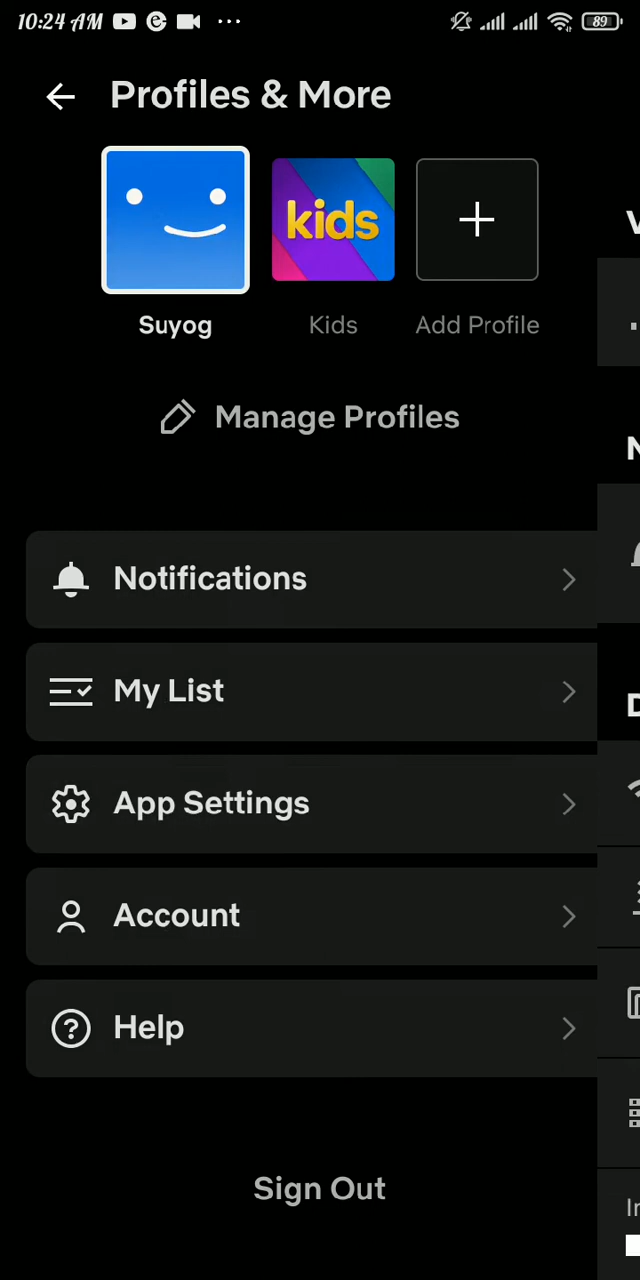 10:24 AM
89
Profiles & More
kids
Suyog
Kids
Add Profile
Manage Profiles
Notifications
My List
App Settings
Account
Help
Sign Out